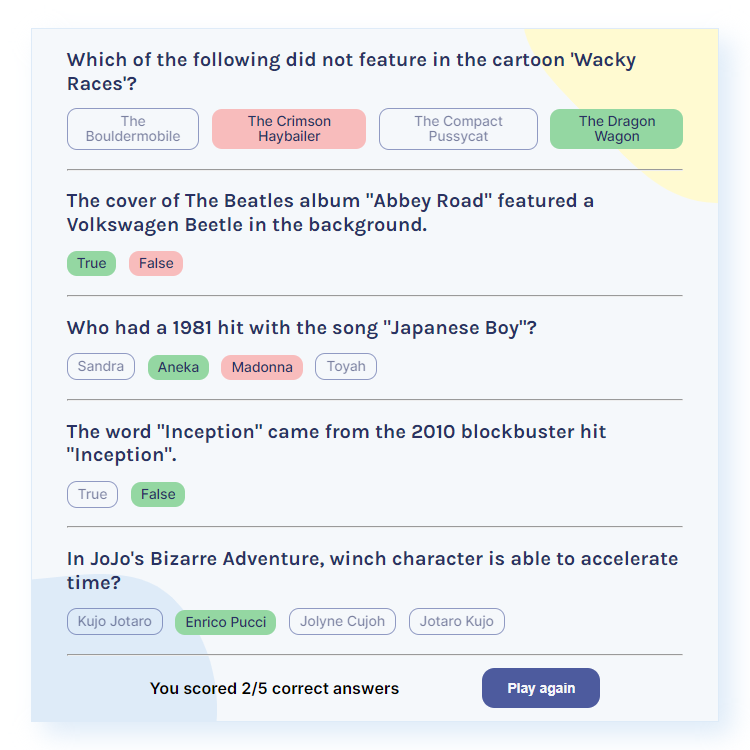 Which of the following did not feature in the cartoon 'Wacky
Races'?
The
Bouldermobile
The Crimson
Haybailer
The Compact
Pussycat
The Dragon
Wagon
The cover of The Beatles album "Abbey Road" featured a
Volkswagen Beetle in the background.
True False
Who had a 1981 hit with the song "Japanese Boy"?
Sandra Aneka Madonna Toyah
The word "Inception" came from the 2010 blockbuster hit
"Inception".
True False
In JoJo's Bizarre Adventure, winch character is able to accelerate
time?
Kujo Jotaro Enrico Pucci Jolyne Cujoh Jotaro Kujo
You scored 2/5 correct answers Play again